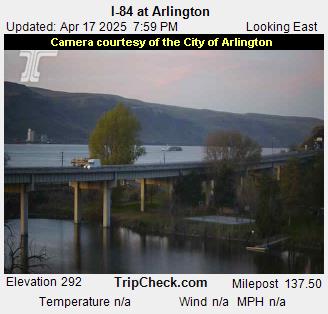 I-84 at Arlington
Updated: Apr 17 2025 7:59 PM Looking East
Camera courtesy of the City of Arlington
Elevation 292 TripCheck.com Milepost 137.50
Temperature n/a Wind n/a MPH n/a